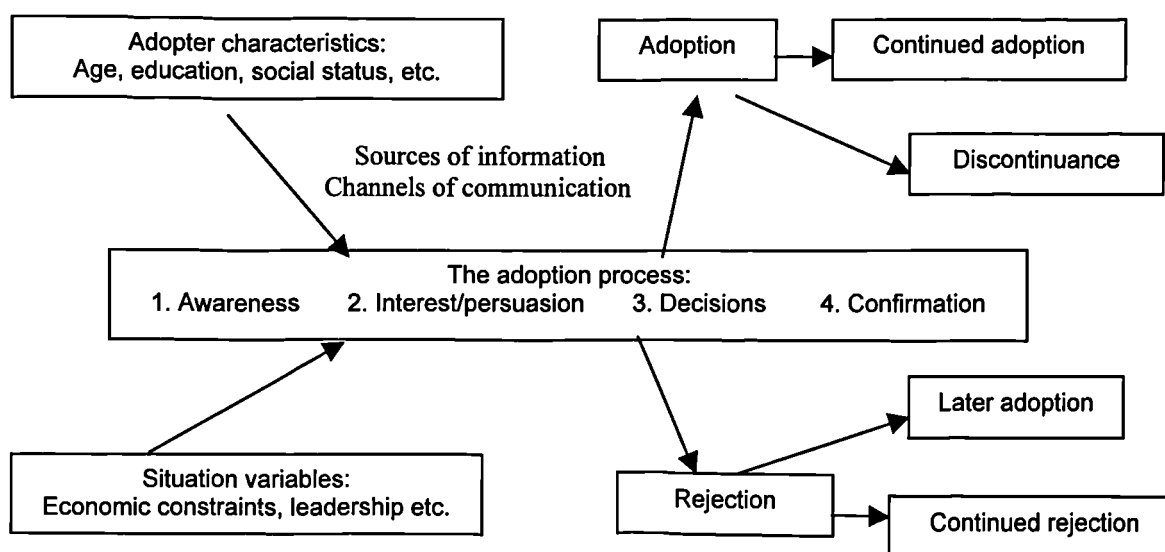 Adopter characteristics:
Age, education, social status, etc.
Adoption
Continued adoption
Sources of information
Channels of communication
Discontinuance
The adoption process:
1. Awareness 2. Interest/persuasion 3. Decisions 4. Confirmation
Later adoption
Situation variables:
Economic constraints, leadership etc.
Rejection
Continued rejection